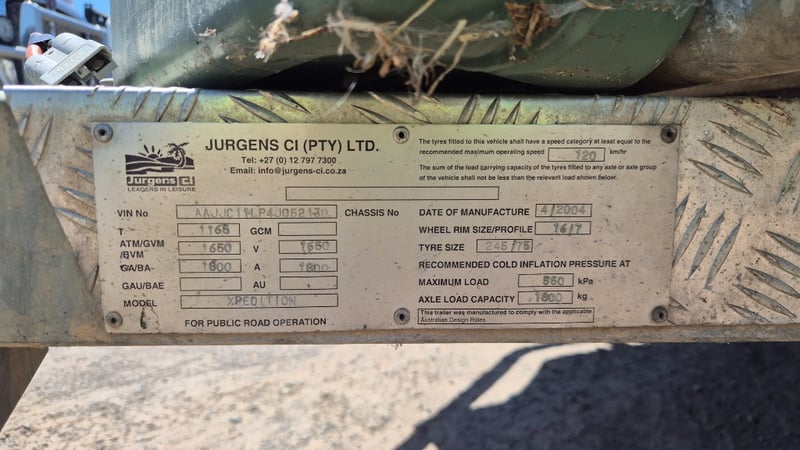 JURGENS CI (PTY) LTD.
Tel: +27 (0) 12 797 7300
Email: info@jurgens-ci.co.za
Jurgens CI
LEADERS IN LEISURE
The tyres fitted to this vehicle shall have a speed category at least equal to the
recommended maximum operating speed 120 km/hr
The sum of the load carrying capacity of the tyres fitted to any axle or axle group
of the vehicle shall not be less than the relevant load shown below.
VIN No CHASSIS No
T 1165 GCM
ATM/GVM 1650 V 1650
/BVM
GA/BA- 1800 A 1800
GAU/BAE AU
MODEL XPEDITION
FOR PUBLIC ROAD OPERATION
DATE OF MANUFACTURE 4/2004
WHEEL RIM SIZE/PROFILE 16/7
TYRE SIZE 245/75
RECOMMENDED COLD INFLATION PRESSURE AT
MAXIMUM LOAD kPa
AXLE LOAD CAPACITY 1800 kg
This trailer was manufactured to comply with the applicable
Australian Design Rules